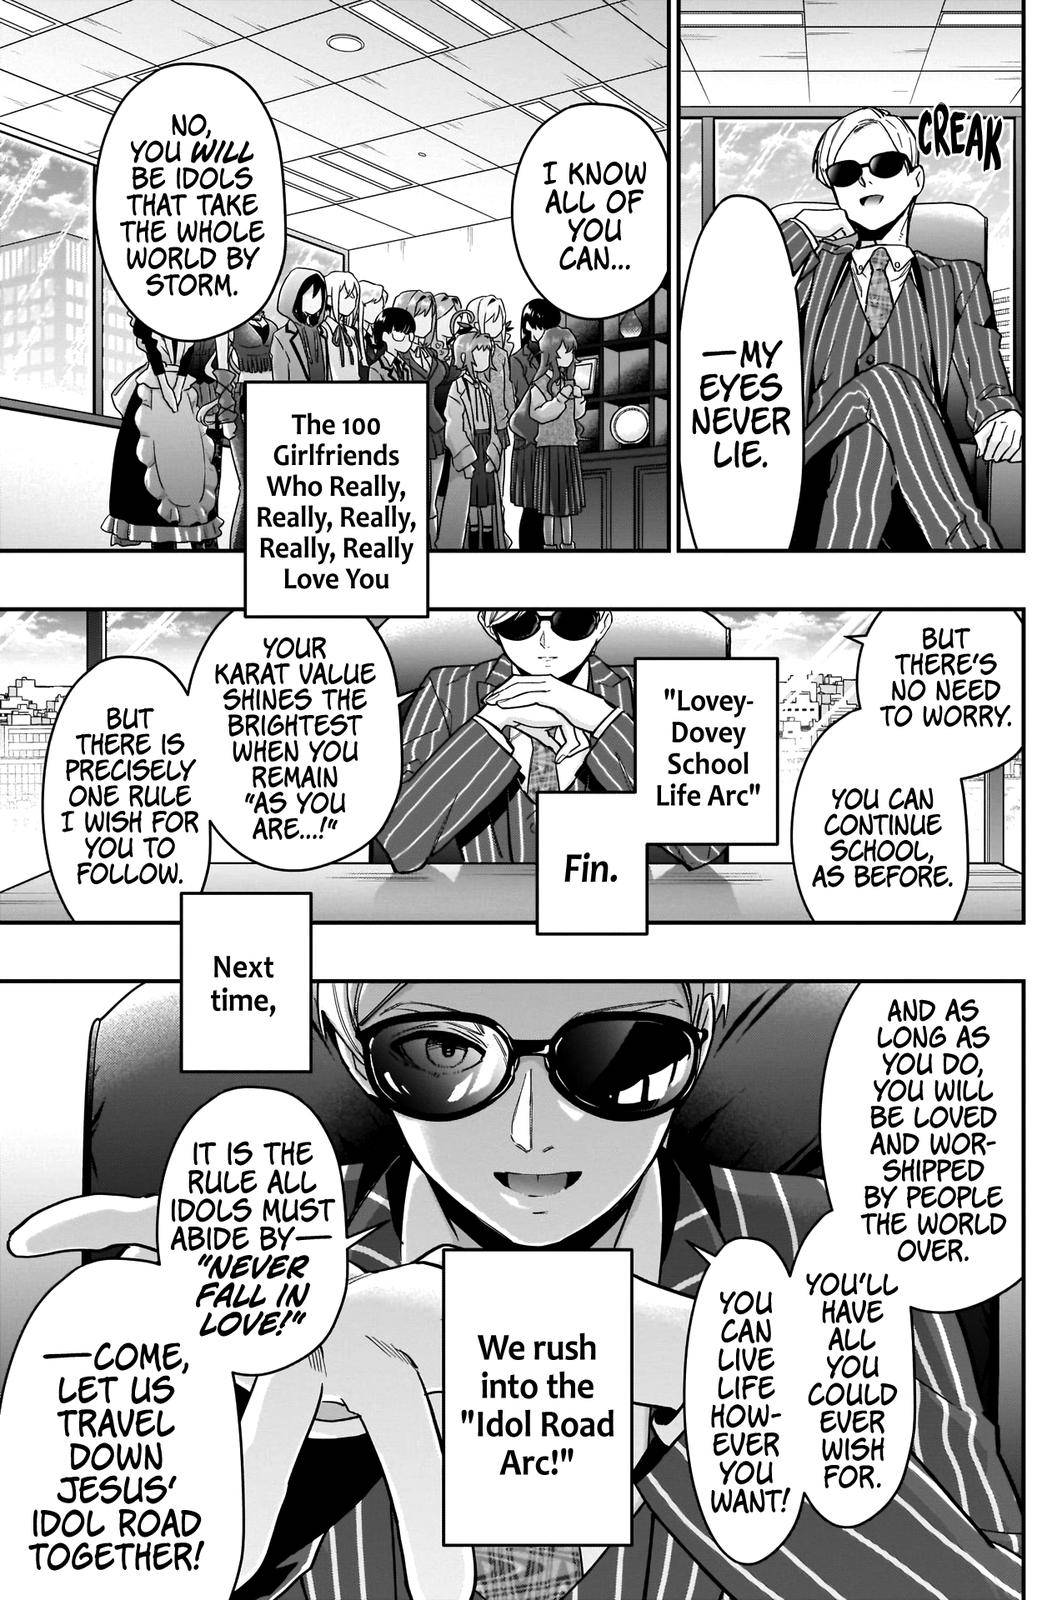 CREAK
—MY
EYES
NEVER
LIE.
I KNOW
ALL OF
YOU
CAN...
NO,
YOU WILL
BE IDOLS
THAT TAKE
THE WHOLE
WORLD BY
STORM.
The 100
Girlfriends
Who Really,
Really, Really,
Really, Really
Love You
BUT
THERE'S
NO NEED
TO WORRY.
YOU CAN
CONTINUE
SCHOOL,
AS BEFORE.
"Lovey-
Dovey
School
Life Arc"
Fin.
YOUR
KARAT VALUE
SHINES THE
BRIGHTEST
WHEN YOU
REMAIN
"AS YOU
ARE...!"
BUT
THERE IS
PRECISELY
ONE RULE
I WISH FOR
YOU TO
FOLLOW.
Next
time,
AND AS
LONG AS
YOU DO,
YOU WILL
BE LOVED
AND WOR-
SHIPPED
BY PEOPLE
THE WORLD
OVER.
YOU'LL
HAVE
ALL
YOU
COULD
EVER
WISH
FOR.
YOU
CAN
LIVE
LIFE
HOW-
EVER
YOU
WANT!
We rush
into the
"Idol Road
Arc!"
IT IS THE
RULE ALL
IDOLS MUST
ABIDE BY—
"NEVER
FALL IN
LOVE!"
—COME,
LET US
TRAVEL
DOWN
JESUS'
IDOL ROAD
TOGETHER!